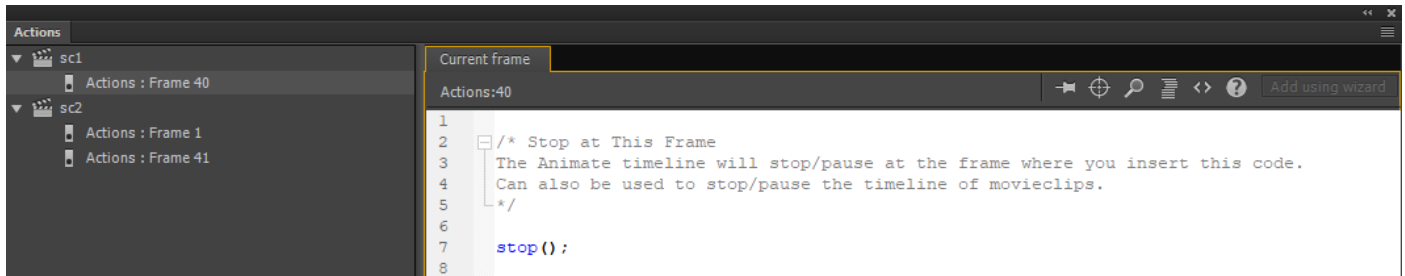 Actions
sc1
Actions : Frame 40
sc2
Actions : Frame 1
Actions : Frame 41
Current frame
Actions:40
Add using wizard
1
2 /* Stop at This Frame
3 The Animate timeline will stop/pause at the frame where you insert this code.
4 Can also be used to stop/pause the timeline of movieclips.
5 */
6
7 stop();
8